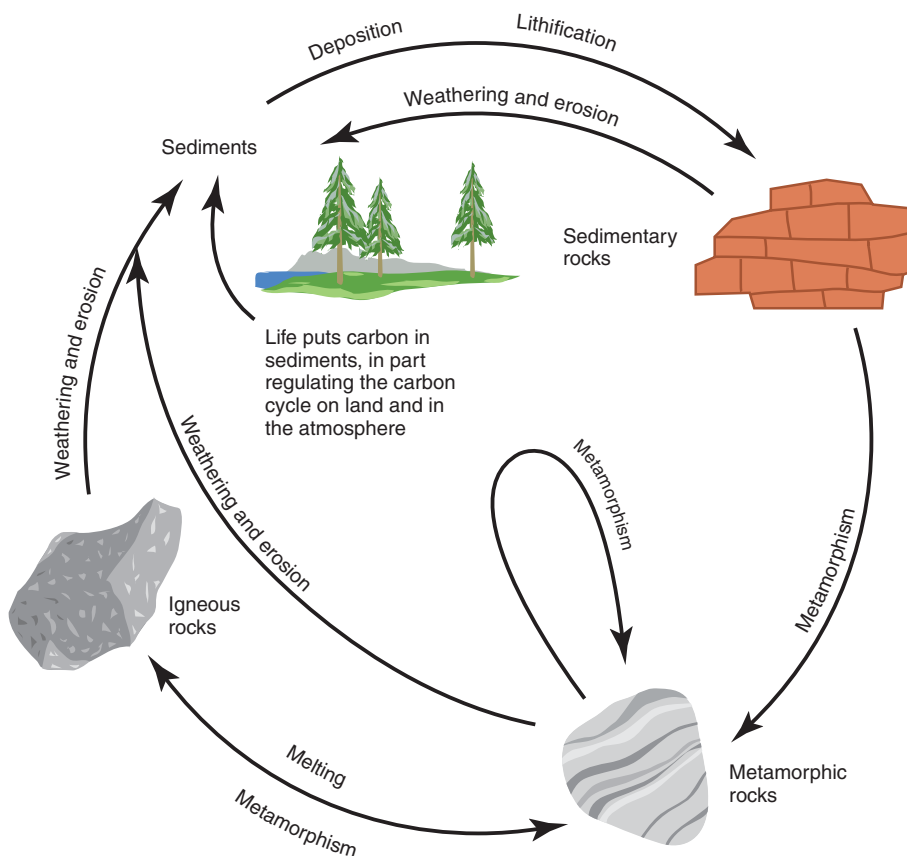 Deposition
Lithification
Weathering and erosion
Sediments
Sedimentary
rocks
Life puts carbon in
sediments, in part
regulating the carbon
cycle on land and in
the atmosphere
Weathering and erosion
Weathering and erosion
Metamorphism
Metamorphism
Igneous
rocks
Melting
Metamorphism
Metamorphic
rocks